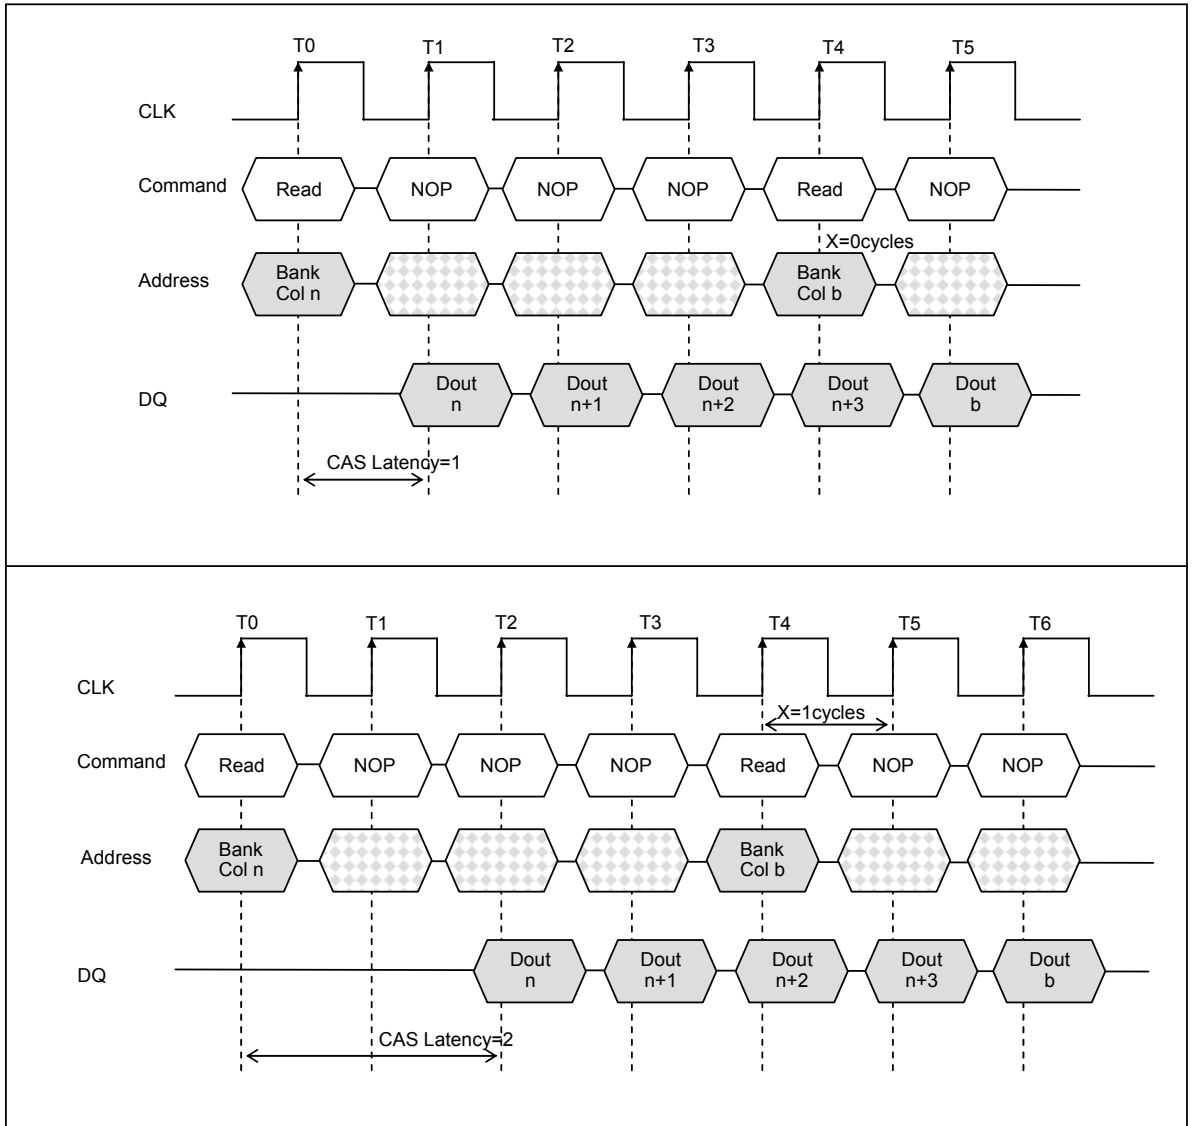 T0 T1 T2 T3 T4 T5
CLK
Command Read NOP NOP NOP Read NOP
X=0cycles
Address Bank Col n Bank Col b
DQ Dout n Dout n+1 Dout n+2 Dout n+3 Dout b
CAS Latency=1
T0 T1 T2 T3 T4 T5 T6
CLK
X=1cycles
Command Read NOP NOP NOP Read NOP NOP
Address Bank Col n Bank Col b
DQ Dout n Dout n+1 Dout n+2 Dout n+3 Dout b
CAS Latency=2